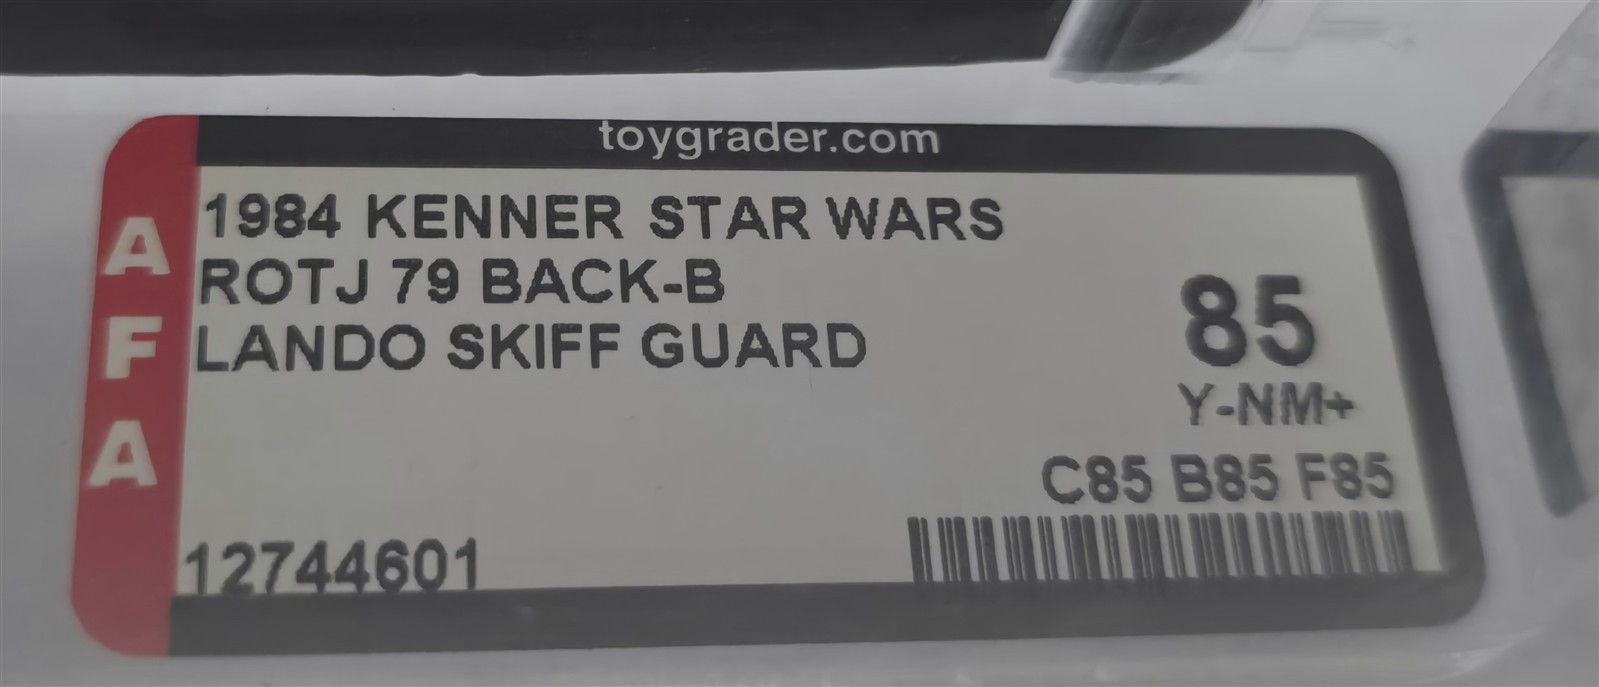 toygrader.com
AFA
1984 KENNER STAR WARS
ROTJ 79 BACK-B
LANDO SKIFF GUARD
85
Y-NM+
C85 B85 F85
12744601